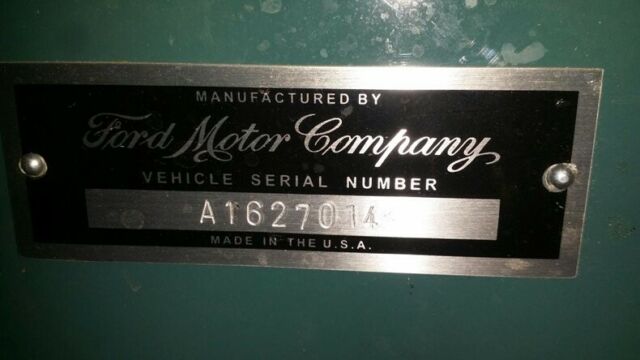 MANUFACTURED BY
Ford Motor Company
VEHICLE SERIAL NUMBER
A1627014
MADE IN THE U.S.A.